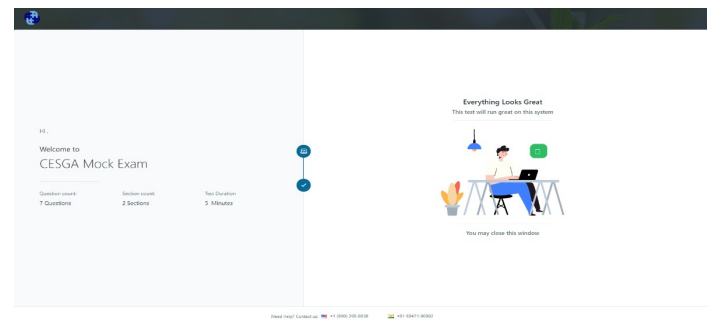 Hi .
Welcome to
CESGA Mock Exam
Question count:
Section count:
Test Duration
7 Questions
2 Sections
5 Minutes
Everything Looks Great
This test will run great on this system
You may close this window
Need Help? Contact us: